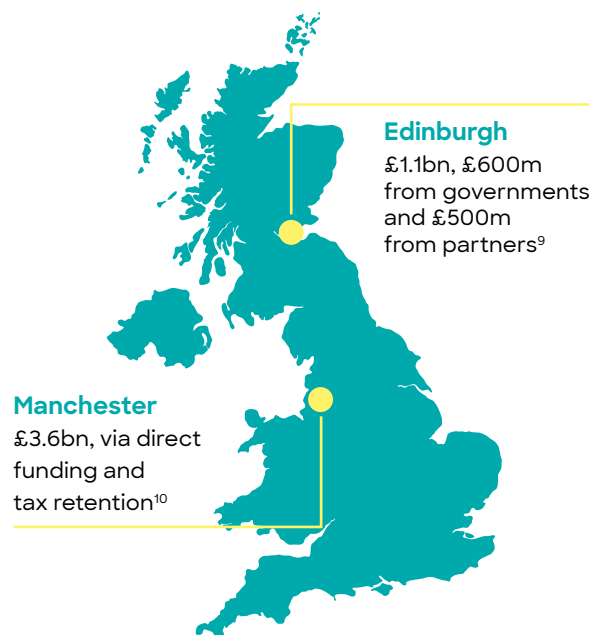 Edinburgh
£1.1bn, £600m
from governments
and £500m
from partners⁹
Manchester
£3.6bn, via direct
funding and
tax retention¹⁰